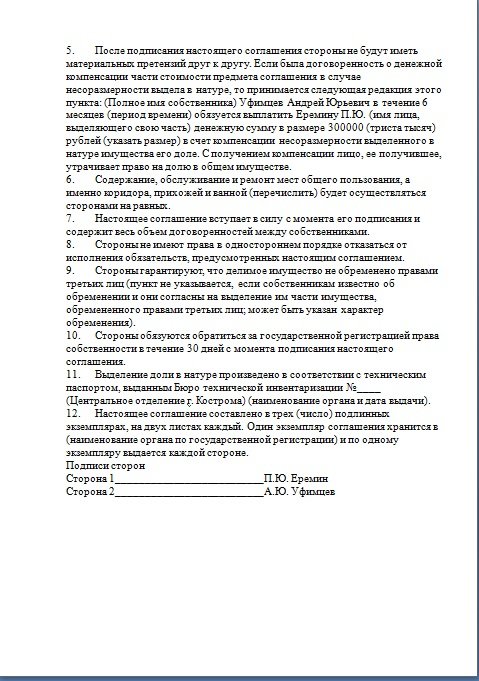 5. После подписания настоящего соглашения стороны не будут иметь
материальных претензий друг к другу. Если была договоренность о денежной
компенсации части стоимости предмета соглашения в случае
несоразмерности выдела в натуре, то принимается следующая редакция этого
пункта: (Полное имя собственника) Уфимцев Андрей Юрьевич в течение 6
месяцев (период времени) обязуется выплатить Еремину П.Ю. (имя лица,
выделяющего свою часть) денежную сумму в размере 300000 (триста тысяч)
рублей (указать размер) в счет компенсации несоразмерности выделенного в
натуре имущества его доле. С получением компенсации лицо, ее получившее,
утрачивает право на долю в общем имуществе.
6. Содержание, обслуживание и ремонт мест общего пользования, а
именно коридора, прихожей и ванной (перечислить) будет осуществляться
сторонами на равных.
7. Настоящее соглашение вступает в силу с момента его подписания и
содержит весь объем договоренностей между собственниками.
8. Стороны не имеют права в одностороннем порядке отказаться от
исполнения обязательств, предусмотренных настоящим соглашением.
9. Стороны гарантируют, что делимое имущество не обременено правами
третьих лиц (пункт не указывается, если собственникам известно об
обременении и они согласны на выделение им части имущества,
обремененного правами третьих лиц; может быть указан характер
обременения).
10. Стороны обязуются обратиться за государственной регистрацией права
собственности в течение 30 дней с момента подписания настоящего
соглашения.
11. Выделение доли в натуре произведено в соответствии с техническим
паспортом, выданным Бюро технической инвентаризации №____
(Центральное отделение г. Кострома) (наименование органа и дата выдачи).
12. Настоящее соглашение составлено в трех (число) подлинных
экземплярах, на двух листах каждый. Один экземпляр соглашения хранится в
(наименование органа по государственной регистрации) и по одному
экземпляру выдается каждой стороне.
Подписи сторон
Сторона 1____________________________П.Ю. Еремин
Сторона 2____________________________А.Ю. Уфимцев